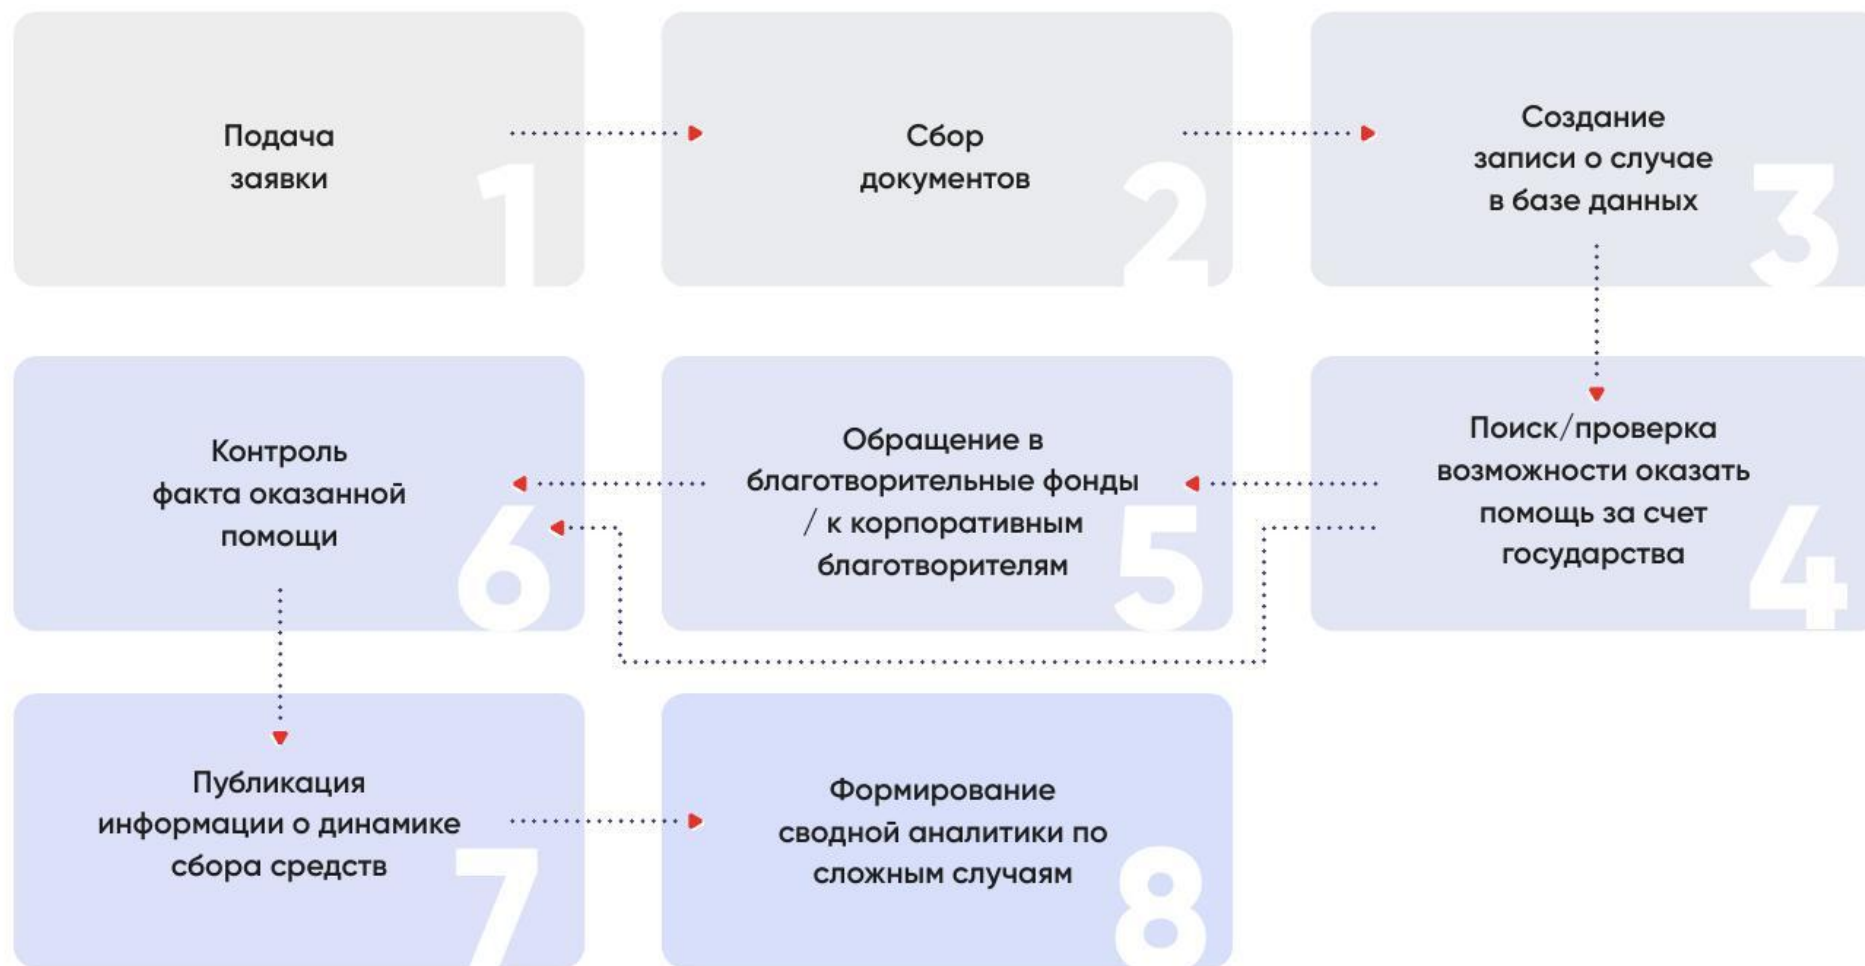 Подача
заявки
1
Сбор
документов
2
Создание
записи о случае
в базе данных
3
Поиск/проверка
возможности оказать
помощь за счет
государства
4
Обращение в
благотворительные фонды
/ к корпоративным
благотворителям
5
Контроль
факта оказанной
помощи
6
Публикация
информации о динамике
сбора средств
7
Формирование
сводной аналитики по
сложным случаям
8